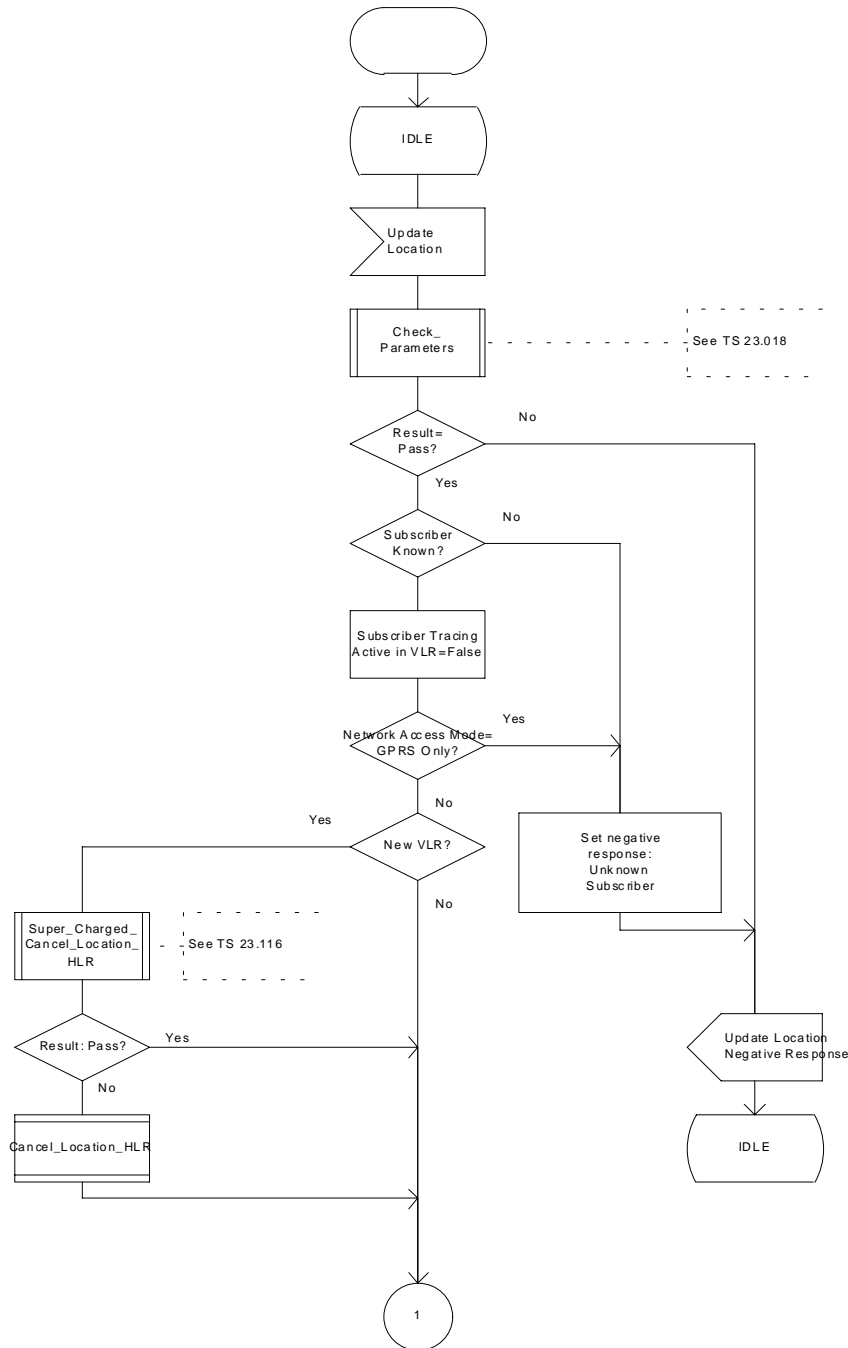 IDLE
Update
Location
Check_
Parameters
See TS 23.018
Result=
Pass?
No
Yes
Subscriber
Known?
No
Subscriber Tracing
Active in VLR=False
Network Access Mode=
GPRS Only?
Yes
No
New VLR?
Yes
No
Set negative
response:
Unknown
Subscriber
Super_Charged_
Cancel_Location_
HLR
See TS 23.116
Result: Pass?
Yes
No
Update Location
Negative Response
Cancel_Location_HLR
IDLE
1